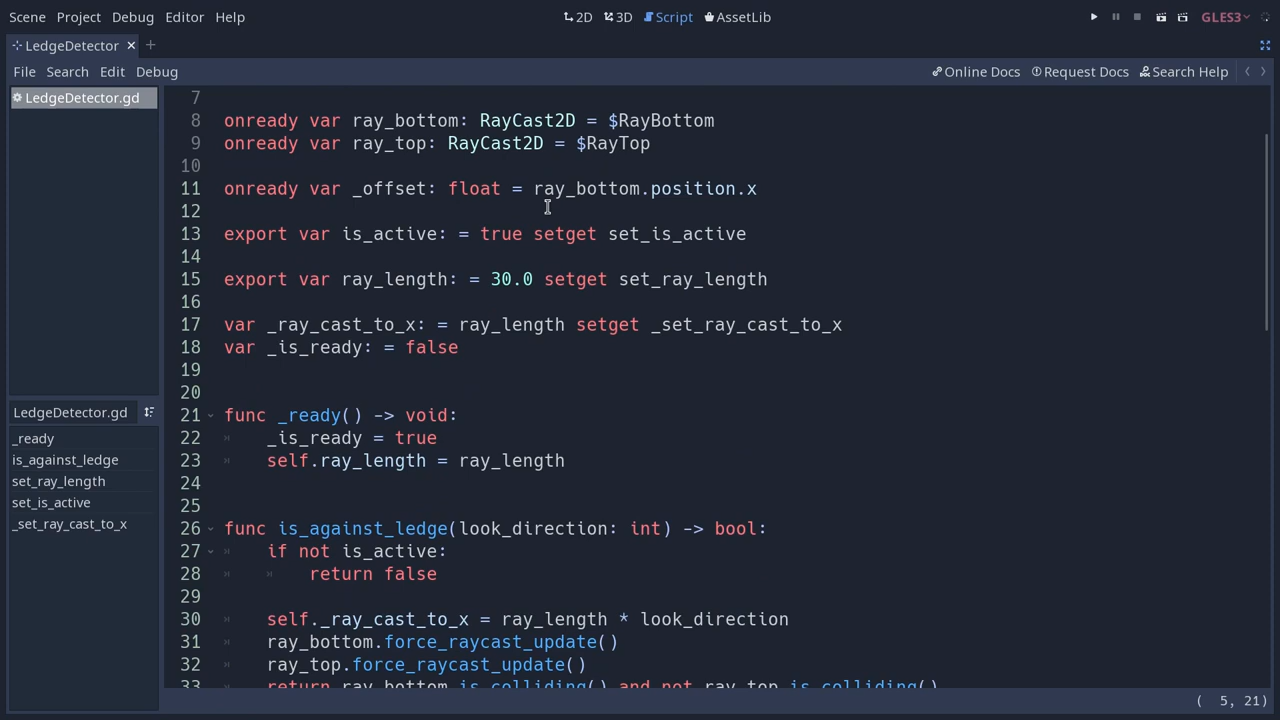 Scene Project Debug Editor Help 2D 3D Script AssetLib GLES3
LedgeDetector
File Search Edit Debug Online Docs Request Docs Search Help
LedgeDetector.gd
LedgeDetector.gd
_ready
is_against_ledge
set_ray_length
set_is_active
_set_ray_cast_to_x
7
8 onready var ray_bottom: RayCast2D = $RayBottom
9 onready var ray_top: RayCast2D = $RayTop
10
11 onready var _offset: float = ray_bottom.position.x
12
13 export var is_active: = true setget set_is_active
14
15 export var ray_length: = 30.0 setget set_ray_length
16
17 var _ray_cast_to_x: = ray_length setget _set_ray_cast_to_x
18 var _is_ready: = false
19
20
21 func _ready() -> void:
22 _is_ready = true
23 self.ray_length = ray_length
24
25
26 func is_against_ledge(look_direction: int) -> bool:
27 if not is_active:
28 return false
29
30 self._ray_cast_to_x = ray_length * look_direction
31 ray_bottom.force_raycast_update()
32 ray_top.force_raycast_update()
33 return ray_bottom.is_colliding() and not ray_top.is_colliding()
( 5, 21)